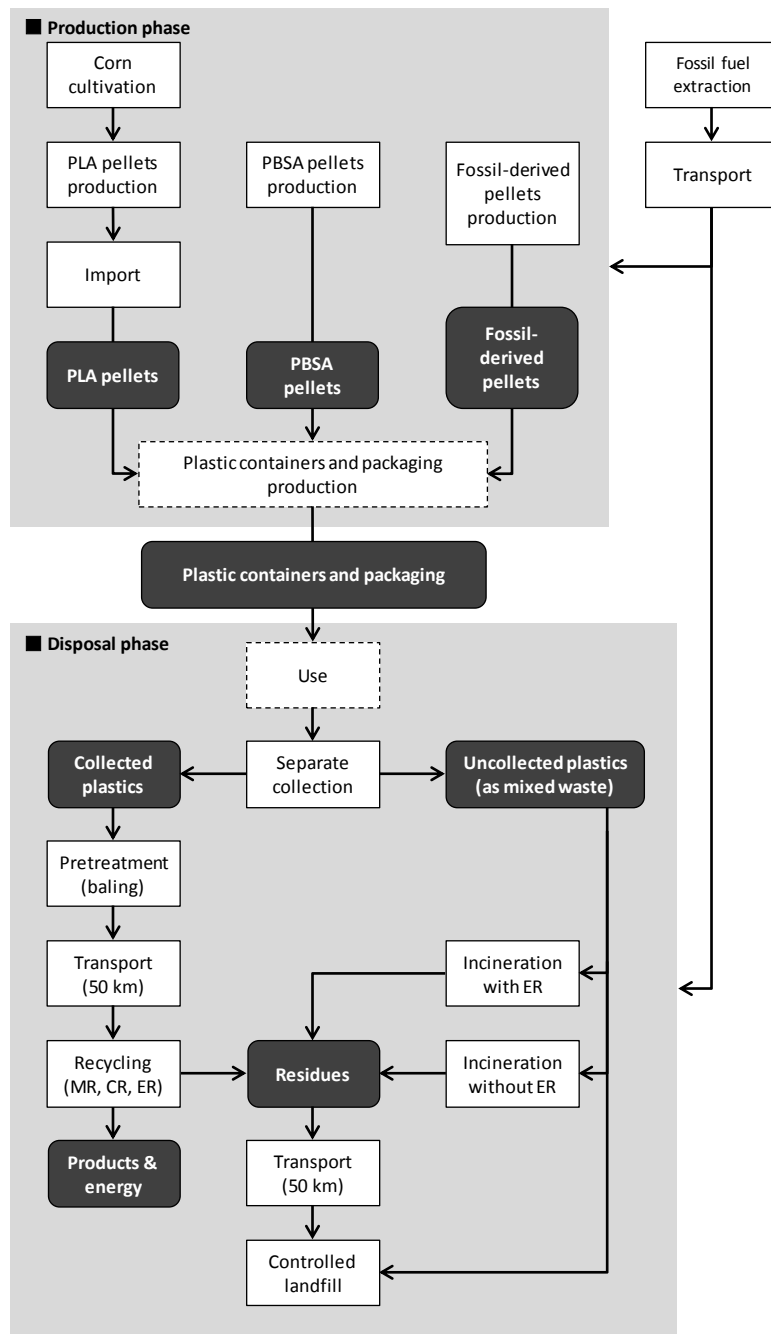 ■ Production phase
Corn
cultivation
Fossil fuel
extraction
PLA pellets
production
PBSA pellets
production
Fossil-derived
pellets
production
Transport
Import
PLA pellets
PBSA
pellets
Fossil-
derived
pellets
Plastic containers and packaging
production
Plastic containers and packaging
■ Disposal phase
Use
Collected
plastics
Separate
collection
Uncollected plastics
(as mixed waste)
Pretreatment
(baling)
Transport
(50 km)
Incineration
with ER
Recycling
(MR, CR, ER)
Residues
Incineration
without ER
Products &
energy
Transport
(50 km)
Controlled
landfill